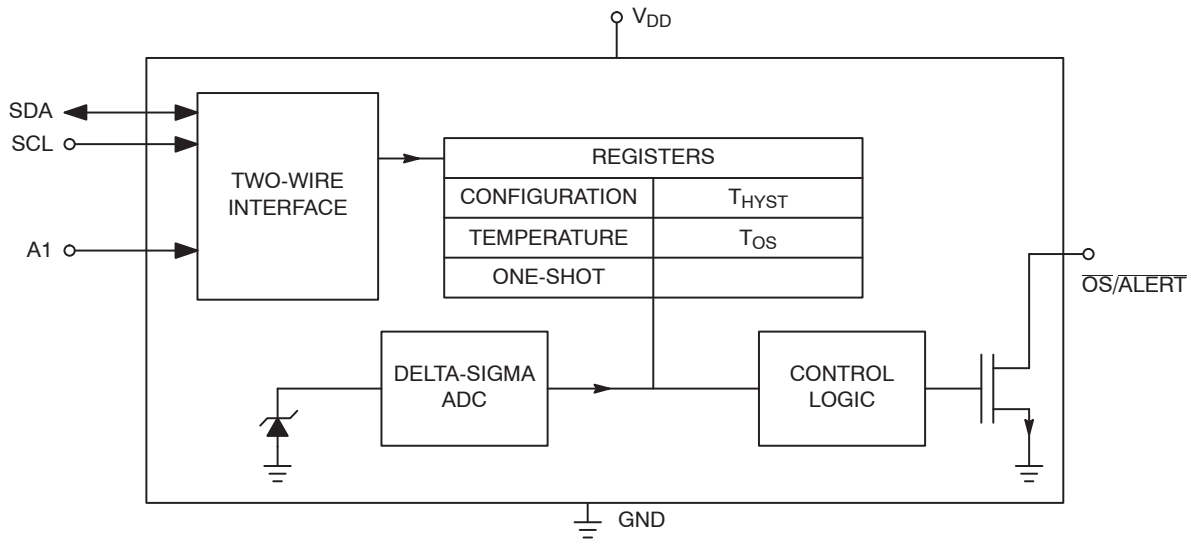 VDD
SDA
SCL
A1
TWO-WIRE
INTERFACE
REGISTERS
CONFIGURATION
THYST
TEMPERATURE
TOS
ONE-SHOT
OS/ALERT
DELTA-SIGMA
ADC
CONTROL
LOGIC
GND